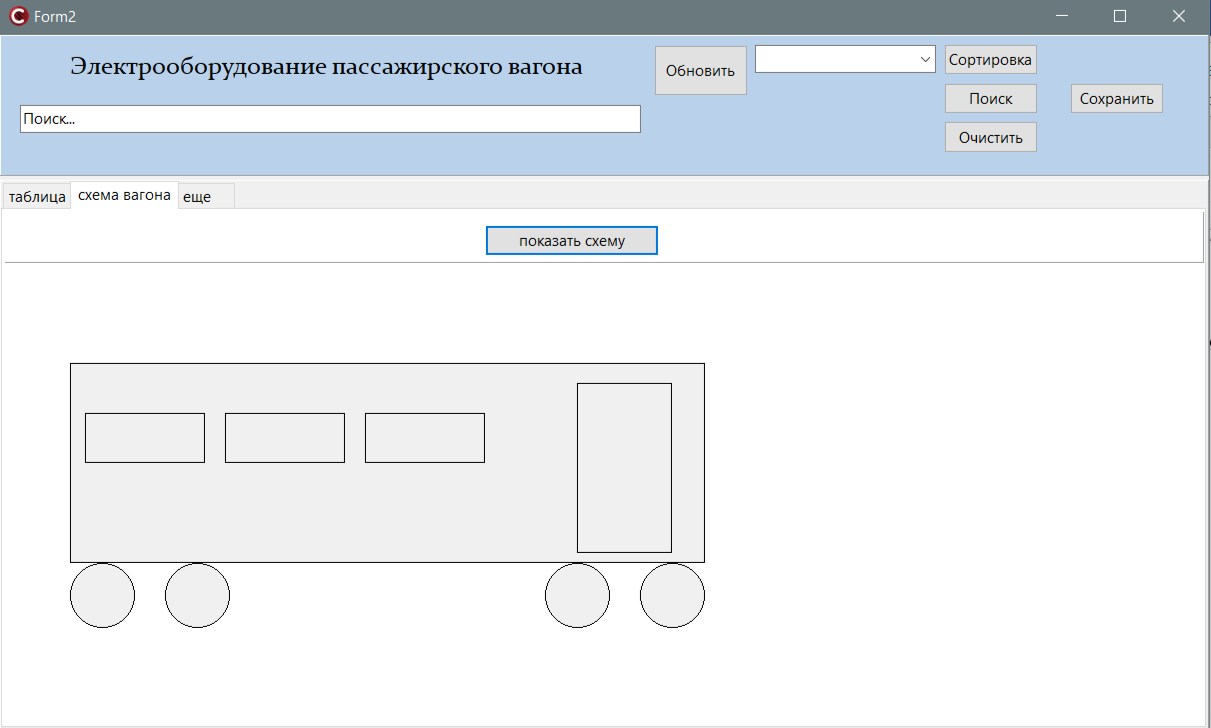 Form2
Электрооборудование пассажирского вагона
Обновить
Сортировка
Поиск...
Поиск
Сохранить
Очистить
таблица
схема вагона
еще
показать схему